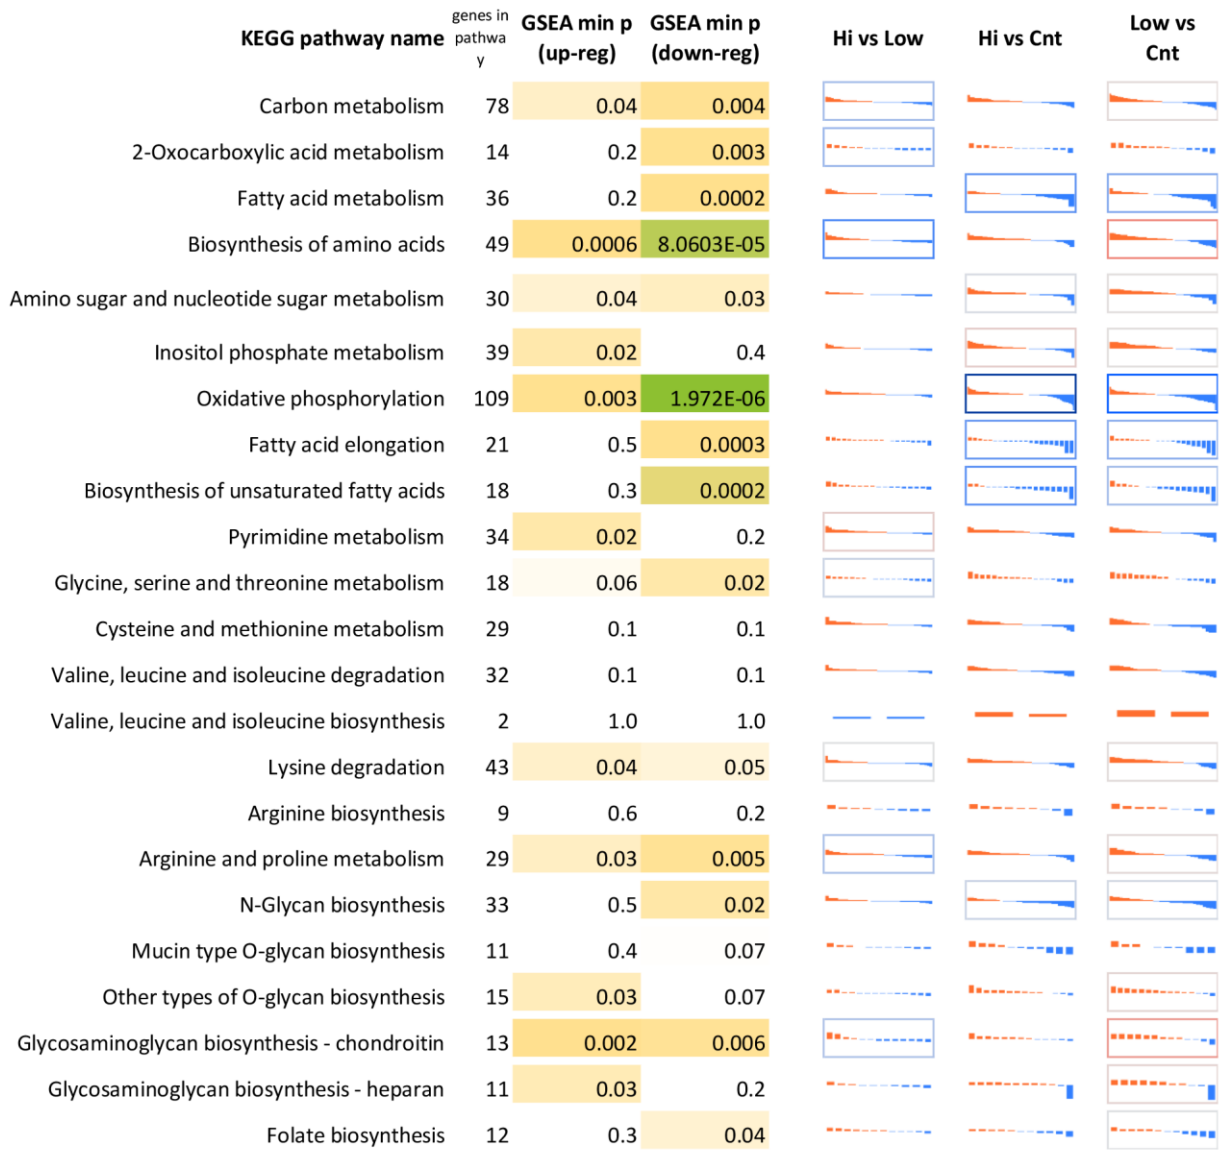 KEGG pathway name genes in pathwa y GSEA min p (up-reg) GSEA min p (down-reg) Hi vs Low Hi vs Cnt Low vs Cnt
Carbon metabolism 78 0.04 0.004
2-Oxocarboxylic acid metabolism 14 0.2 0.003
Fatty acid metabolism 36 0.2 0.0002
Biosynthesis of amino acids 49 0.0006 8.0603E-05
Amino sugar and nucleotide sugar metabolism 30 0.04 0.03
Inositol phosphate metabolism 39 0.02 0.4
Oxidative phosphorylation 109 0.003 1.972E-06
Fatty acid elongation 21 0.5 0.0003
Biosynthesis of unsaturated fatty acids 18 0.3 0.0002
Pyrimidine metabolism 34 0.02 0.2
Glycine, serine and threonine metabolism 18 0.06 0.02
Cysteine and methionine metabolism 29 0.1 0.1
Valine, leucine and isoleucine degradation 32 0.1 0.1
Valine, leucine and isoleucine biosynthesis 2 1.0 1.0
Lysine degradation 43 0.04 0.05
Arginine biosynthesis 9 0.6 0.2
Arginine and proline metabolism 29 0.03 0.005
N-Glycan biosynthesis 33 0.5 0.02
Mucin type O-glycan biosynthesis 11 0.4 0.07
Other types of O-glycan biosynthesis 15 0.03 0.07
Glycosaminoglycan biosynthesis - chondroitin 13 0.002 0.006
Glycosaminoglycan biosynthesis - heparan 11 0.03 0.2
Folate biosynthesis 12 0.3 0.04